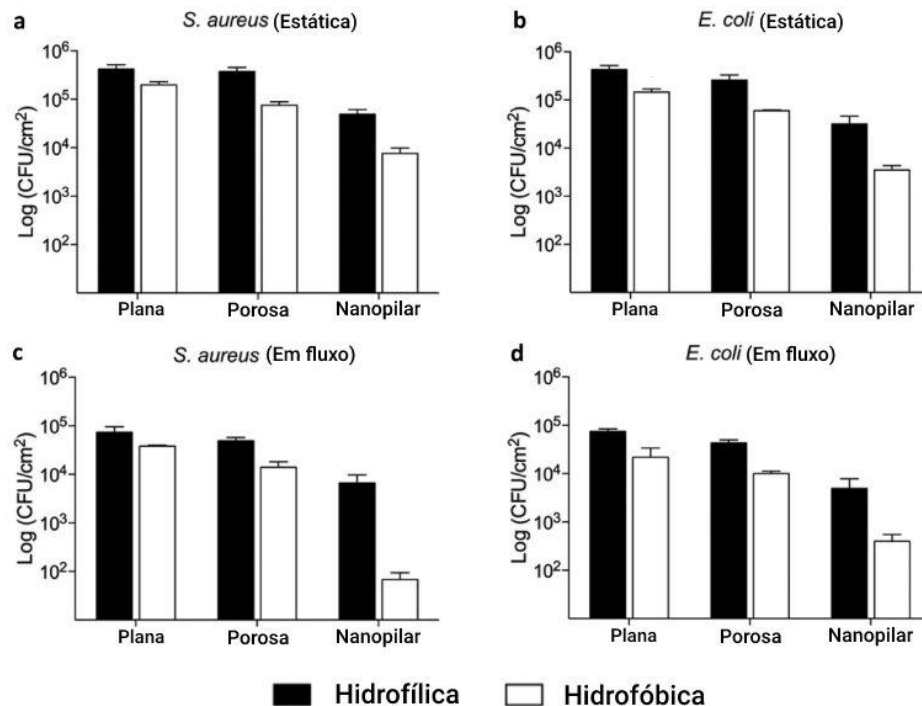 a S. aureus (Estática)
10⁶
10⁵
10⁴
10³
10²
Log (CFU/cm²)
Plana Porosa Nanopilar
b E. coli (Estática)
10⁶
10⁵
10⁴
10³
10²
Log (CFU/cm²)
Plana Porosa Nanopilar
c S. aureus (Em fluxo)
10⁶
10⁵
10⁴
10³
10²
Log (CFU/cm²)
Plana Porosa Nanopilar
d E. coli (Em fluxo)
10⁶
10⁵
10⁴
10³
10²
Log (CFU/cm²)
Plana Porosa Nanopilar
Hidrofílica Hidrofóbica